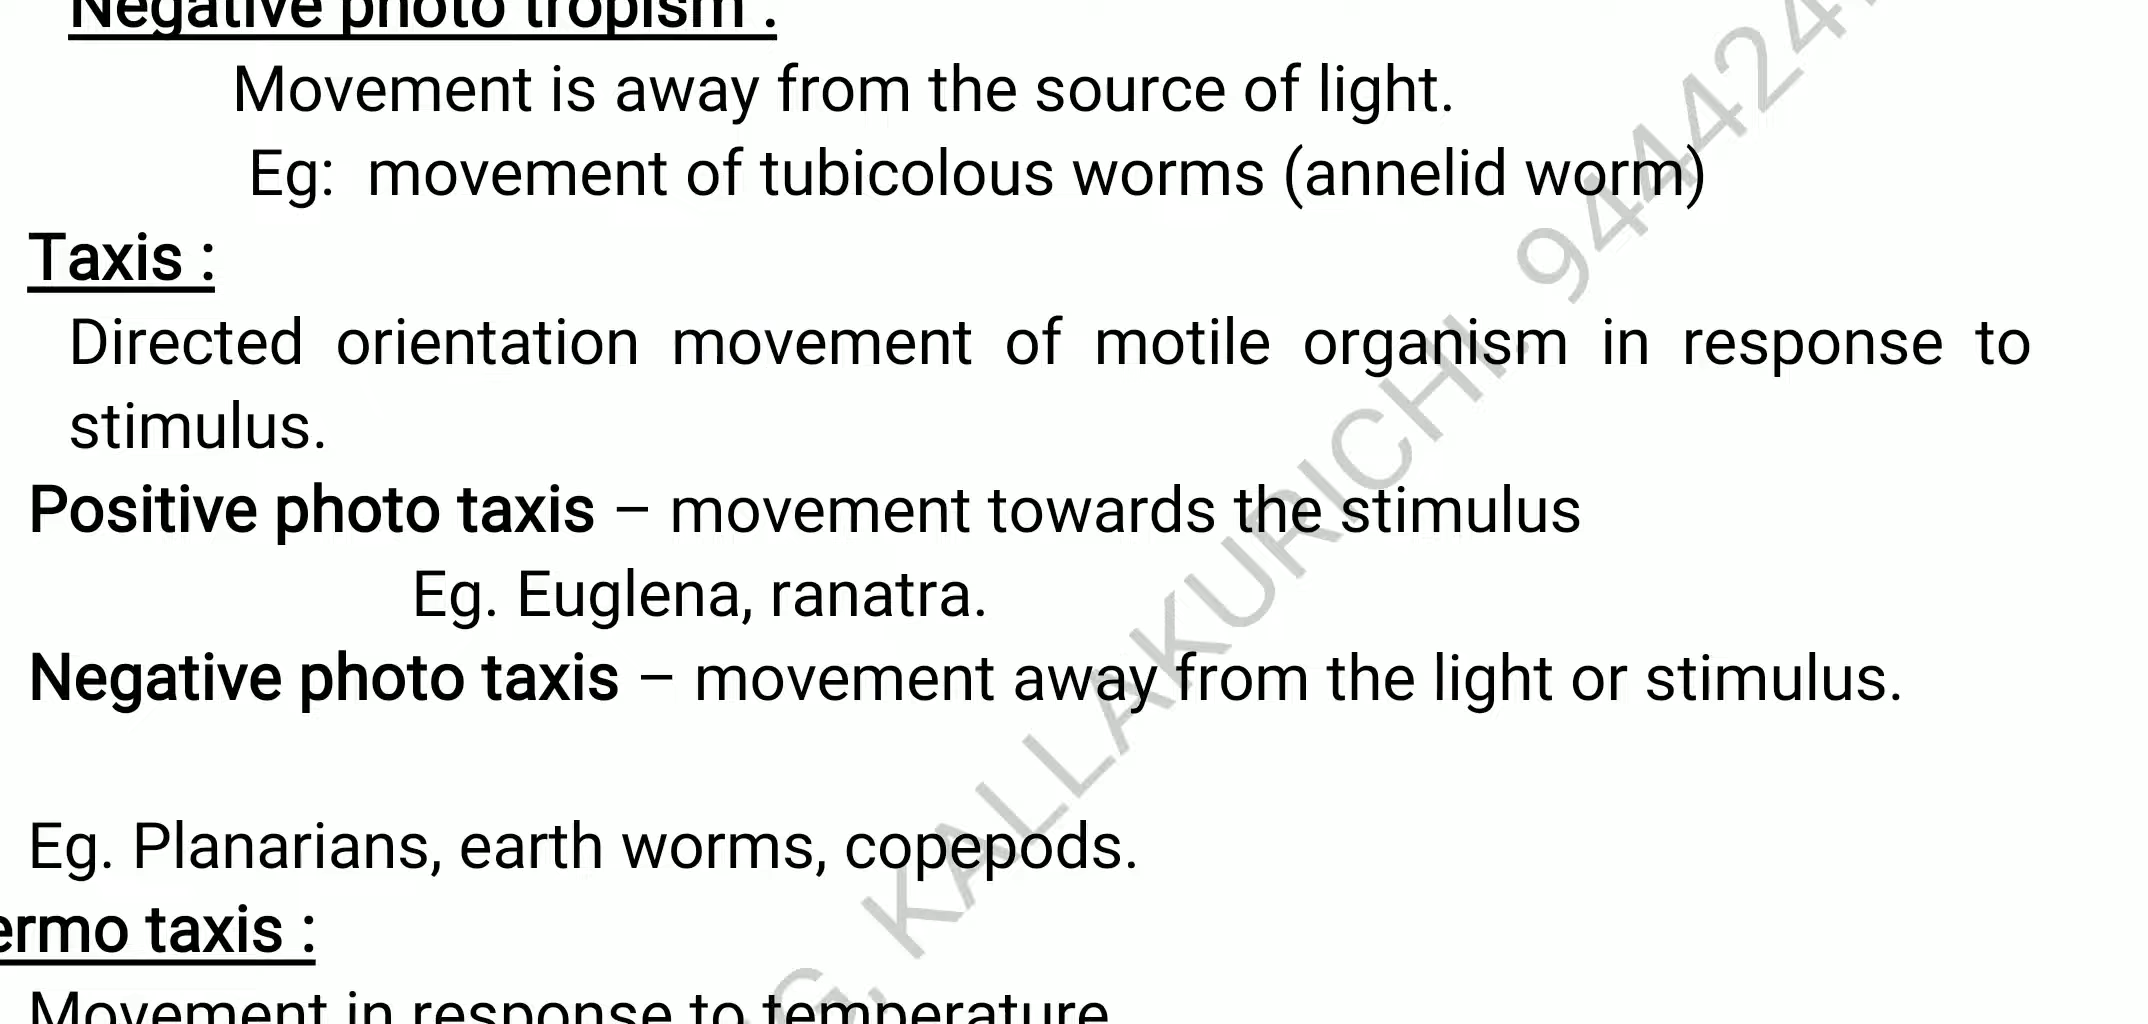 Negative photo tropism :
Movement is away from the source of light.
Eg: movement of tubicolous worms (annelid worm)
Taxis :
Directed orientation movement of motile organism in response to
stimulus.
Positive photo taxis – movement towards the stimulus
Eg. Euglena, ranatra.
Negative photo taxis – movement away from the light or stimulus.
Eg. Planarians, earth worms, copepods.
ermo taxis :
Movement in response to temperature
G, KALLAKURICHI. 944424